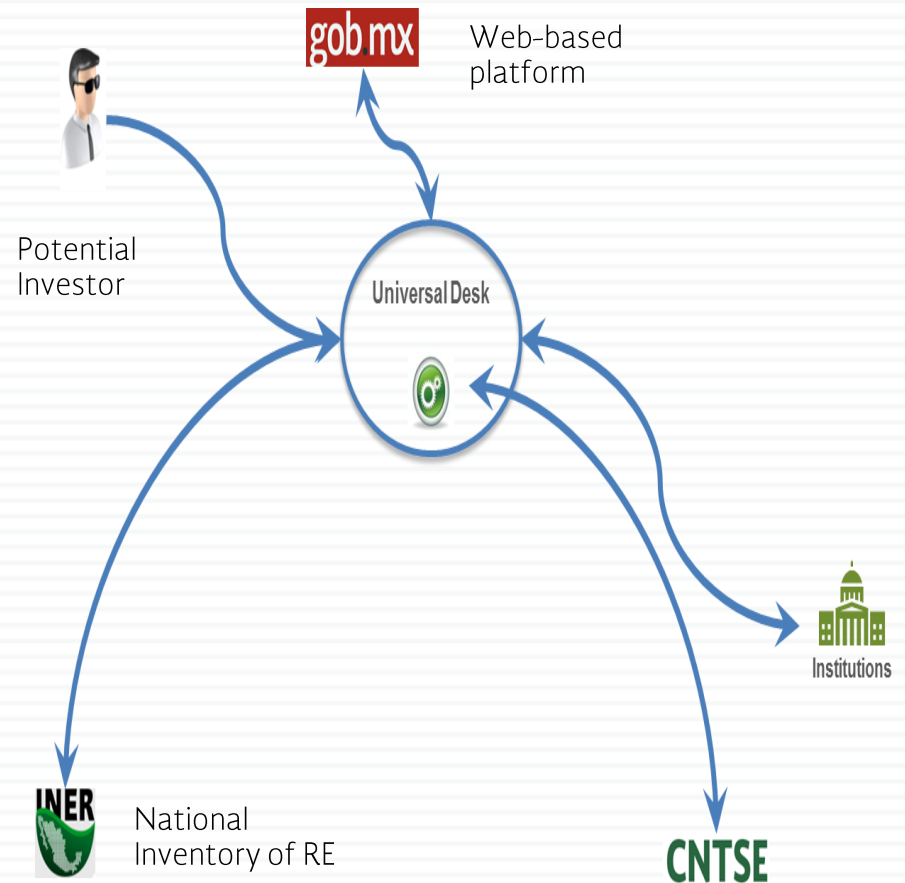 gob.mx
Web-based
platform
Potential
Investor
Universal Desk
Institutions
INER
National
Inventory of RE
CNTSE